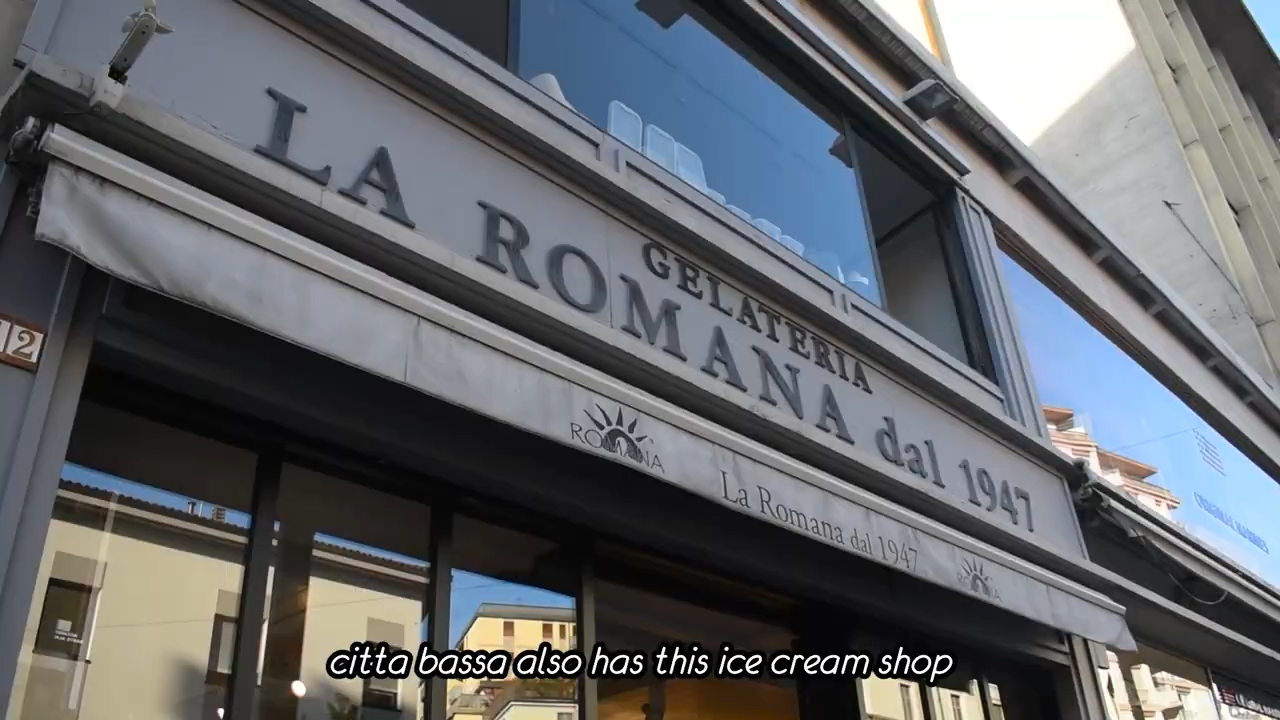 GELATERIA
LA ROMANA dal 1947
12
ROMANA
La Romana dal 1947
ROMANA
citta bassa also has this ice cream shop